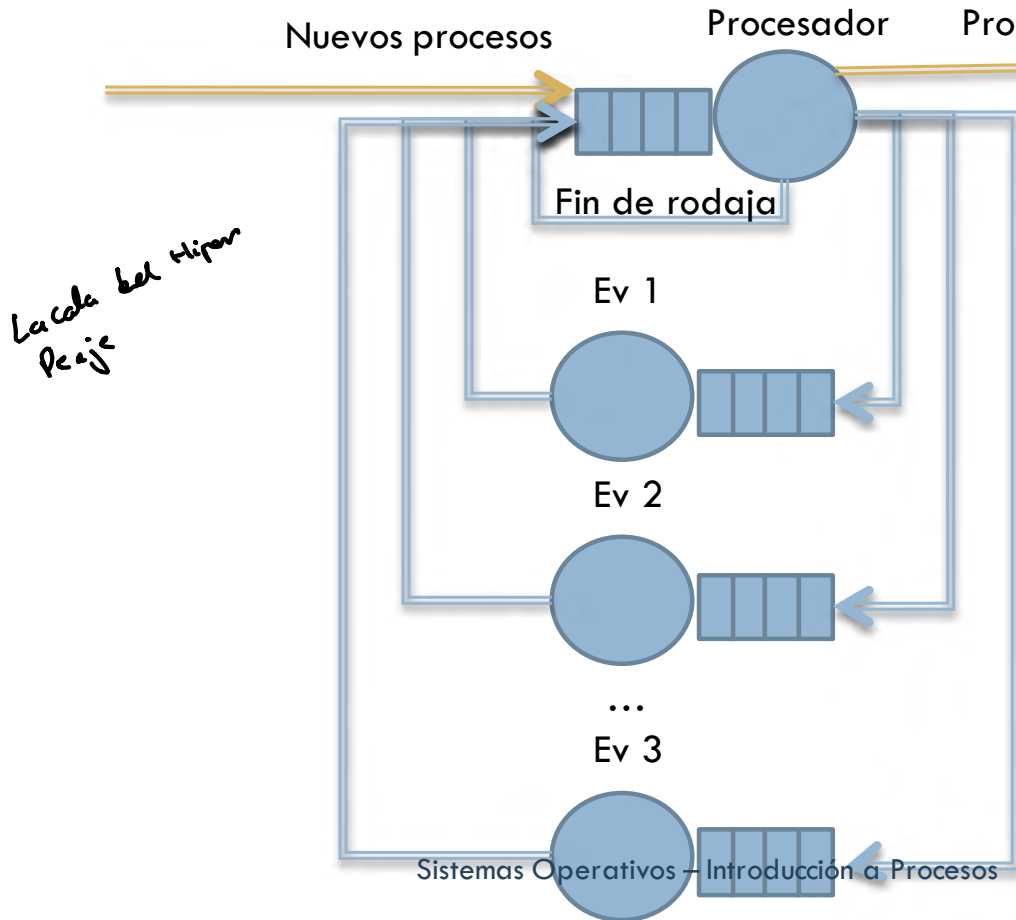 Nuevos procesos
Procesador
Pro
Fin de rodaja
Ev 1
La cola del Hiper
Peaje
Ev 2
...
Ev 3
Sistemas Operativos – Introducción a Procesos